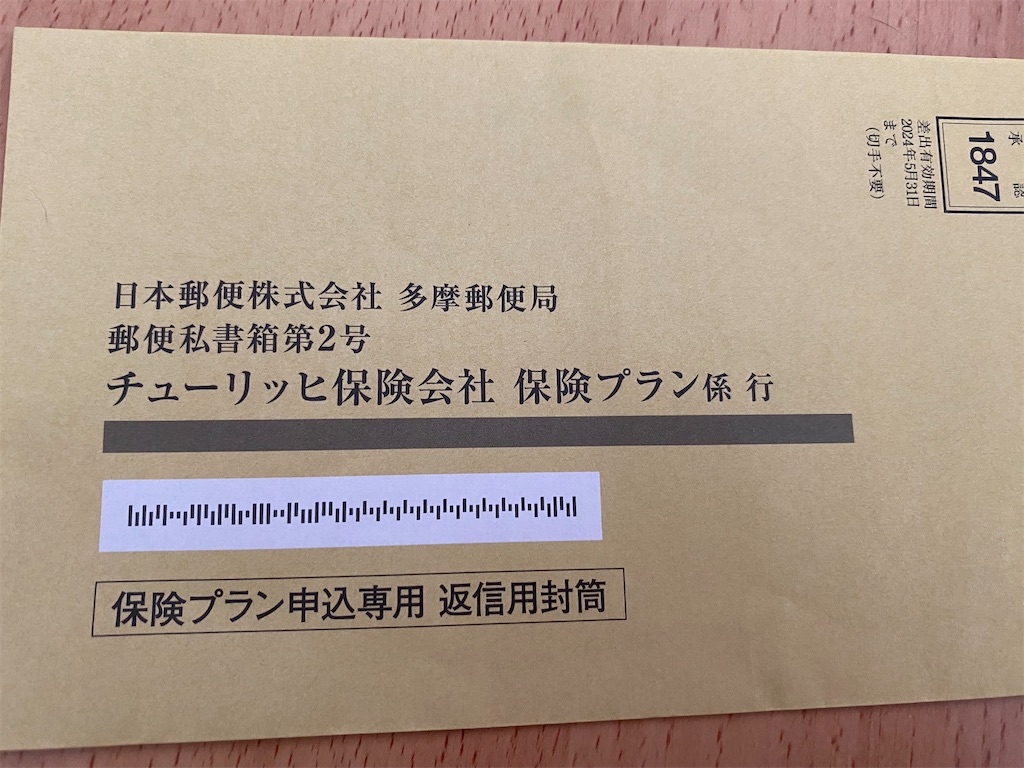 日本郵便株式会社 多摩郵便局
郵便私書箱第2号
チューリッヒ保険会社 保険プラン係 行
保険プラン申込専用 返信用封筒
承認
1847
差出有効期間
2024年5月31日
まで
(切手不要)